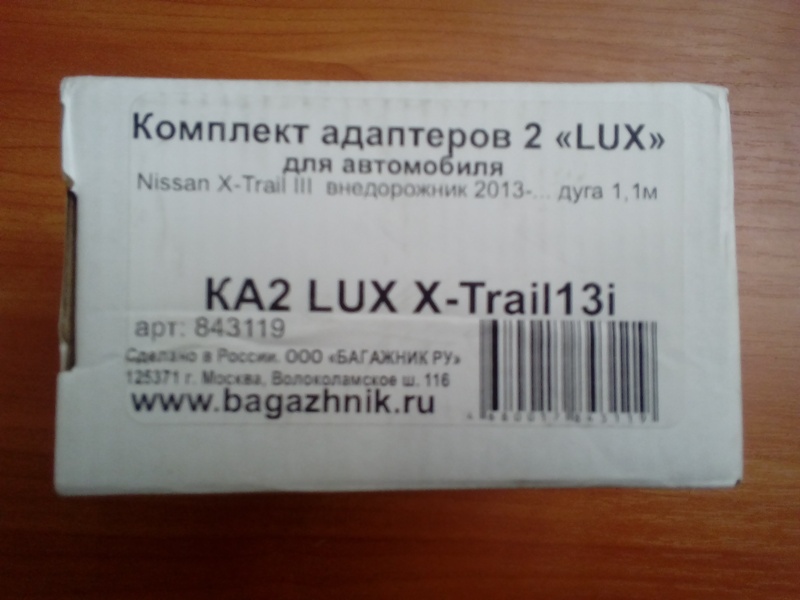 Комплект адаптеров 2 «LUX»
для автомобиля
Nissan X-Trail III внедорожник 2013-... дуга 1,1м
КА2 LUX X-Trail13i
арт: 843119
Сделано в России. ООО «БАГАЖНИК РУ»
125371 г. Москва, Волоколамское ш. 116
www.bagazhnik.ru